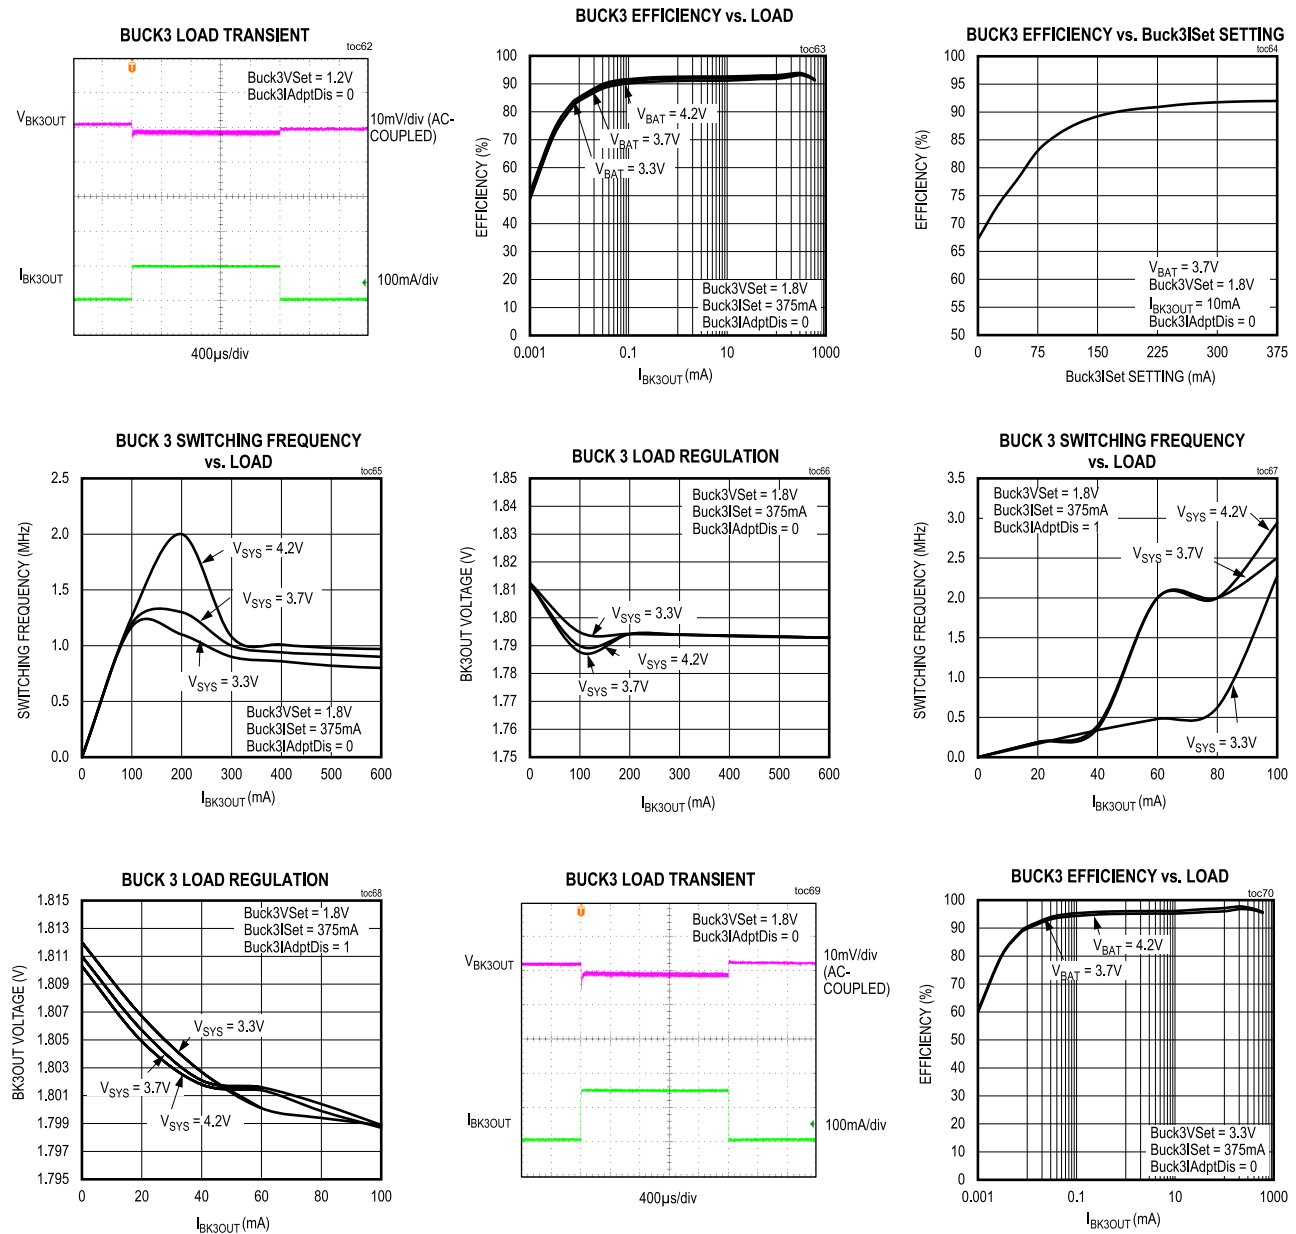 BUCK3 LOAD TRANSIENT
toc62
Buck3VSet = 1.2V
Buck3IAdptDis = 0
VBK3OUT
10mV/div (AC-
COUPLED)
IBK3OUT
100mA/div
400µs/div
BUCK3 EFFICIENCY vs. LOAD
toc63
EFFICIENCY (%)
100
90
80
70
60
50
40
30
20
10
0
VBAT = 4.2V
VBAT = 3.7V
VBAT = 3.3V
Buck3VSet = 1.8V
Buck3ISet = 375mA
Buck3IAdptDis = 0
0.001 0.1 10 1000
IBK3OUT (mA)
BUCK3 EFFICIENCY vs. Buck3ISet SETTING
toc64
EFFICIENCY (%)
100
95
90
85
80
75
70
65
60
55
50
VBAT = 3.7V
Buck3VSet = 1.8V
IBK3OUT = 10mA
Buck3IAdptDis = 0
0 75 150 225 300 375
Buck3ISet SETTING (mA)
BUCK 3 SWITCHING FREQUENCY
vs. LOAD
toc65
SWITCHING FREQUENCY (MHz)
2.5
2.0
1.5
1.0
0.5
0.0
VSYS = 4.2V
VSYS = 3.7V
VSYS = 3.3V
Buck3VSet = 1.8V
Buck3ISet = 375mA
Buck3IAdptDis = 0
0 100 200 300 400 500 600
IBK3OUT (mA)
BUCK 3 LOAD REGULATION
toc66
BK3OUT VOLTAGE (V)
1.85
1.84
1.83
1.82
1.81
1.80
1.79
1.78
1.77
1.76
1.75
Buck3VSet = 1.8V
Buck3ISet = 375mA
Buck3IAdptDis = 0
VSYS = 3.3V
VSYS = 4.2V
VSYS = 3.7V
0 100 200 300 400 500 600
IBK3OUT (mA)
BUCK 3 SWITCHING FREQUENCY
vs. LOAD
toc67
SWITCHING FREQUENCY (MHz)
3.5
3.0
2.5
2.0
1.5
1.0
0.5
0.0
Buck3VSet = 1.8V
Buck3ISet = 375mA
Buck3IAdptDis = 1
VSYS = 4.2V
VSYS = 3.7V
VSYS = 3.3V
0 20 40 60 80 100
IBK3OUT (mA)
BUCK 3 LOAD REGULATION
toc68
BK3OUT VOLTAGE (V)
1.815
1.813
1.811
1.809
1.807
1.805
1.803
1.801
1.799
1.797
1.795
Buck3VSet = 1.8V
Buck3ISet = 375mA
Buck3IAdptDis = 1
VSYS = 3.3V
VSYS = 3.7V
VSYS = 4.2V
0 20 40 60 80 100
IBK3OUT (mA)
BUCK3 LOAD TRANSIENT
toc69
Buck3VSet = 1.8V
Buck3IAdptDis = 0
VBK3OUT
10mV/div
(AC-
COUPLED)
IBK3OUT
100mA/div
400µs/div
BUCK3 EFFICIENCY vs. LOAD
toc70
EFFICIENCY (%)
100
90
80
70
60
50
40
30
20
10
0
VBAT = 4.2V
VBAT = 3.7V
Buck3VSet = 3.3V
Buck3ISet = 375mA
Buck3IAdptDis = 0
0.001 0.1 10 1000
IBK3OUT (mA)